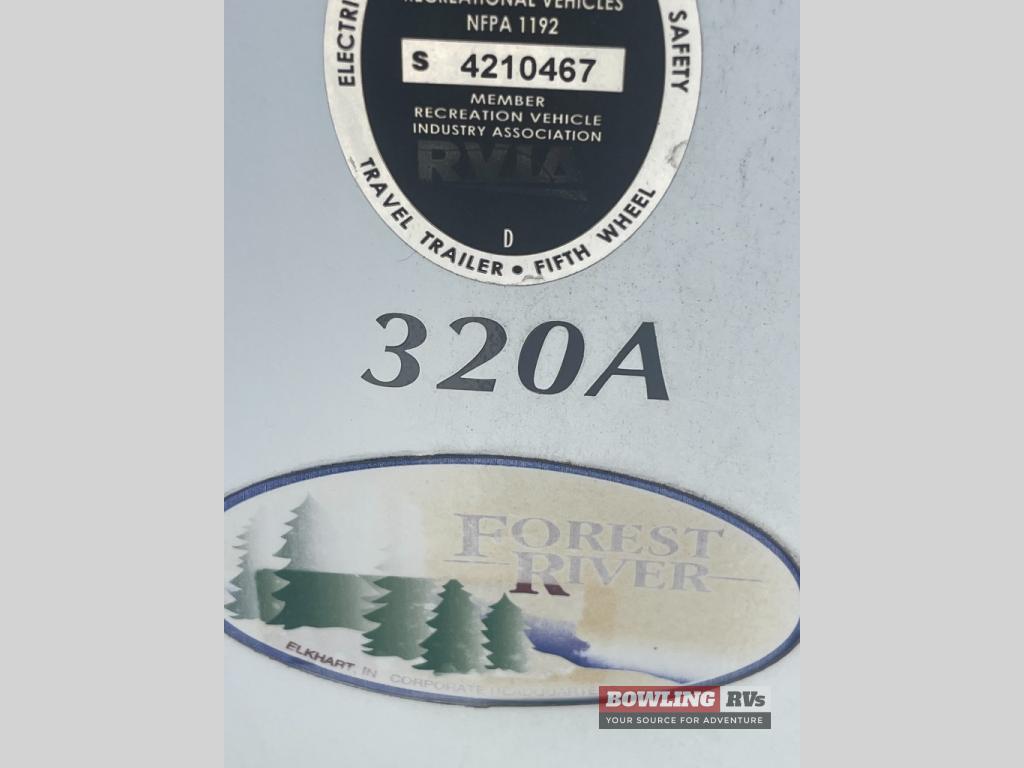 RECREATIONAL VEHICLES
NFPA 1192
ELECTRI
SAFETY
S 4210467
MEMBER
RECREATION VEHICLE
INDUSTRY ASSOCIATION
RVIA
D
TRAVEL TRAILER • FIFTH WHEEL
320A
FOREST
RIVER
ELKHART, IN CORPORATE HEADQUART
BOWLING RVs
YOUR SOURCE FOR ADVENTURE